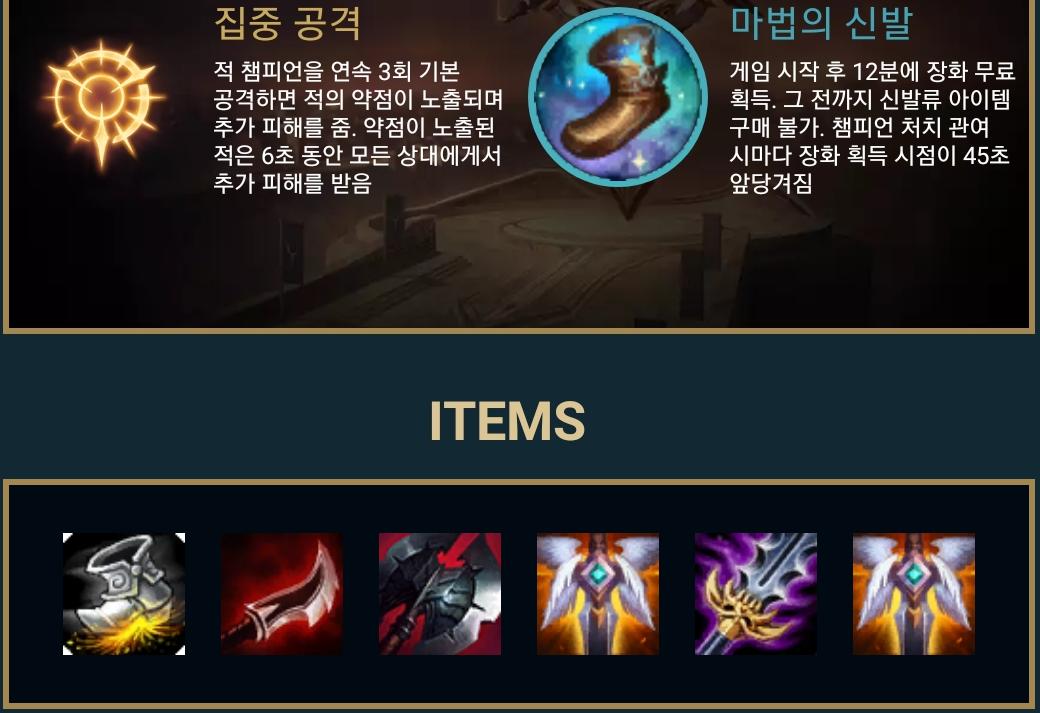 집중 공격
적 챔피언을 연속 3회 기본
공격하면 적의 약점이 노출되며
추가 피해를 줌. 약점이 노출된
적은 6초 동안 모든 상대에게서
추가 피해를 받음
마법의 신발
게임 시작 후 12분에 장화 무료
획득. 그 전까지 신발류 아이템
구매 불가. 챔피언 처치 관여
시마다 장화 획득 시점이 45초
앞당겨짐
ITEMS